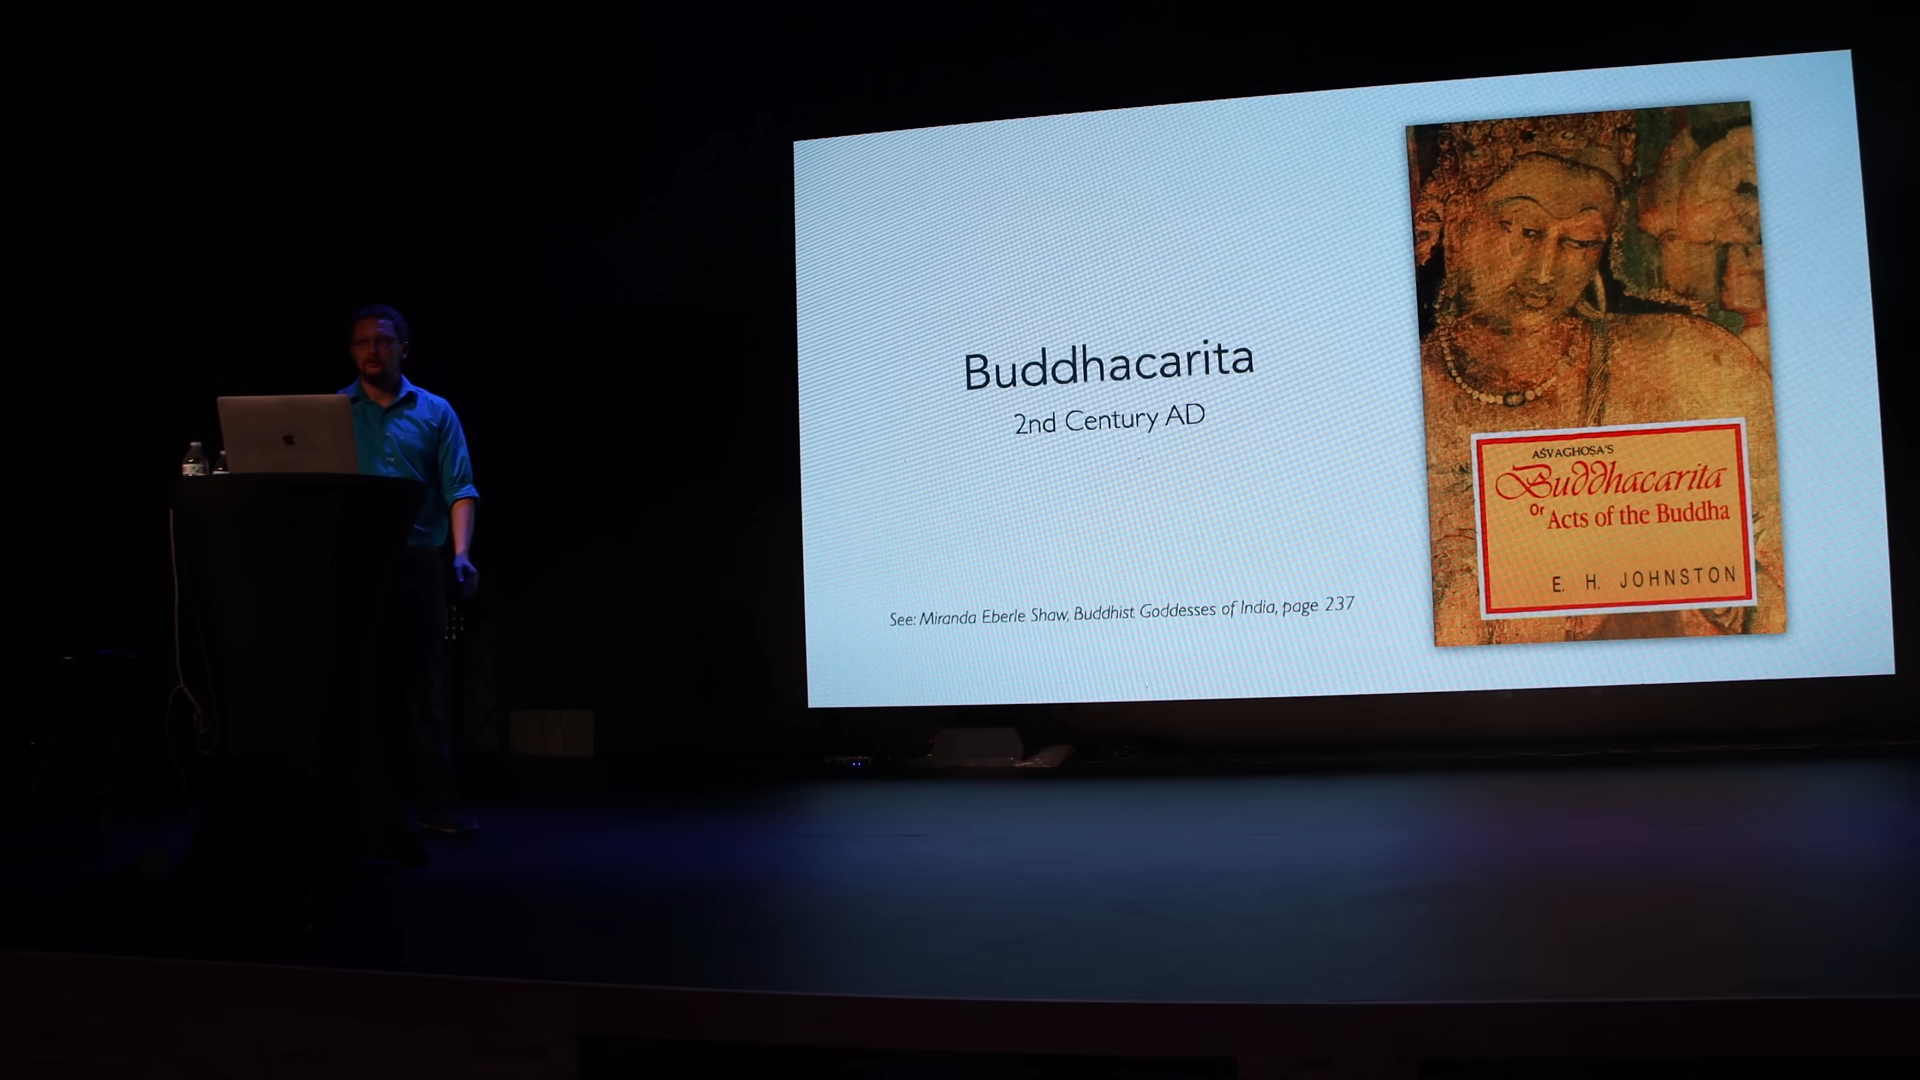 Buddhacarita
2nd Century AD
See: Miranda Eberle Shaw, Buddhist Goddesses of India, page 237
AŚVAGHOṢA'S
Buddhacarita
Or Acts of the Buddha
E. H. JOHNSTON